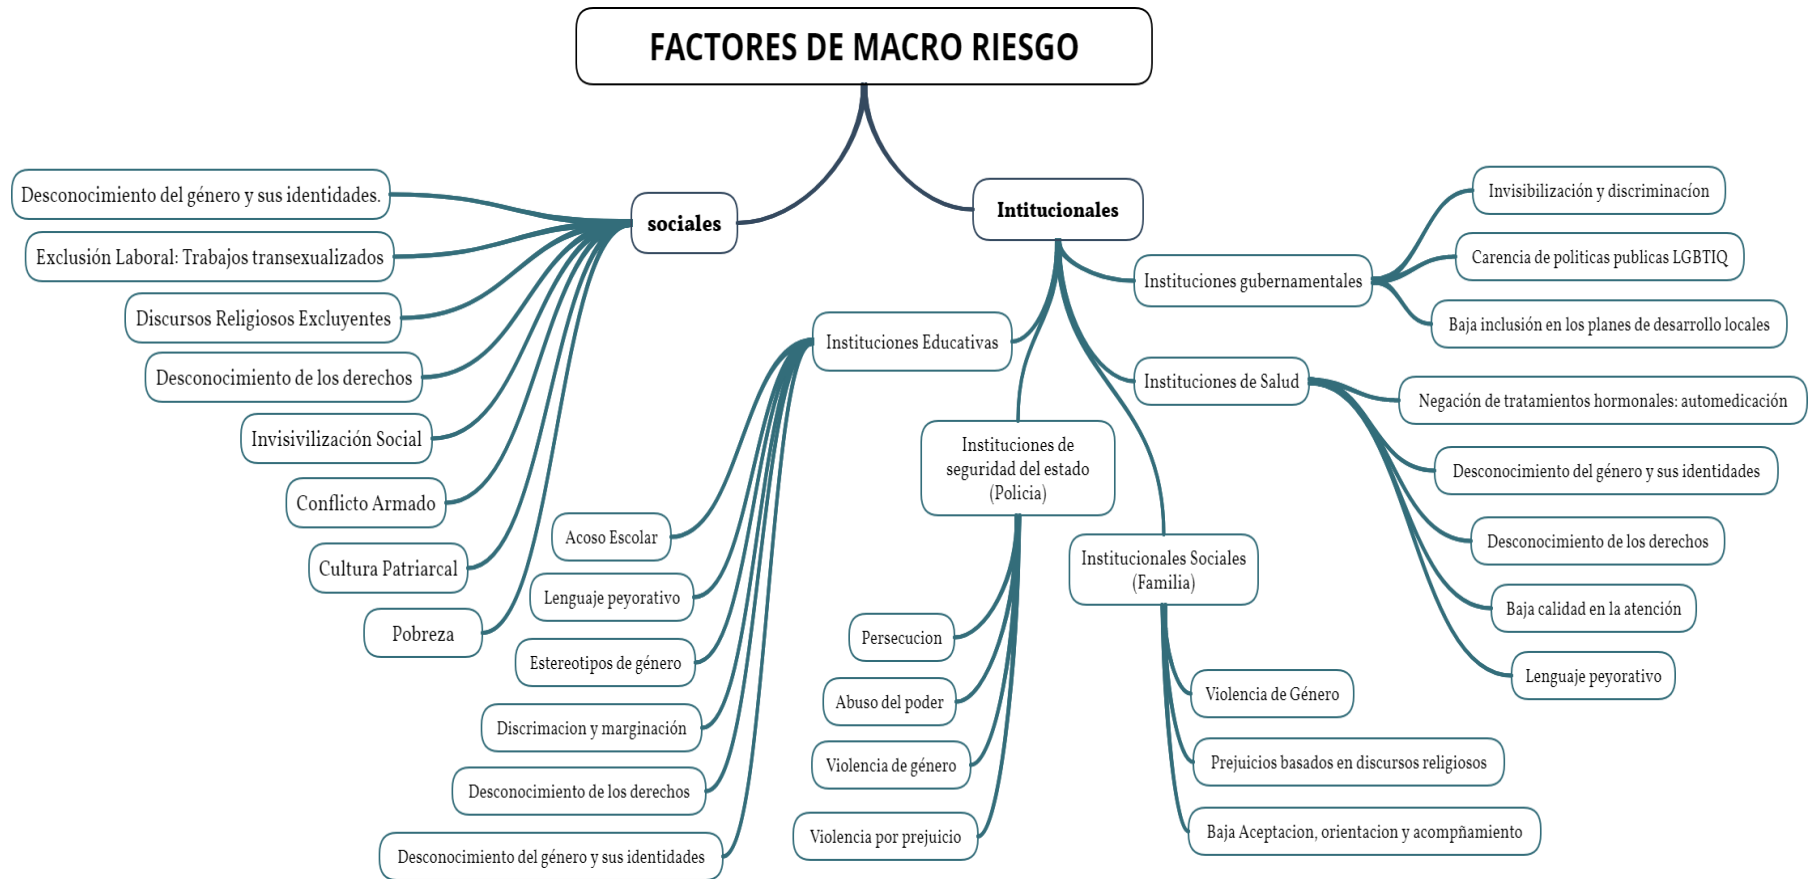 FACTORES DE MACRO RIESGO
sociales
Desconocimiento del género y sus identidades.
Exclusión Laboral: Trabajos transexualizados
Discursos Religiosos Excluyentes
Desconocimiento de los derechos
Invisivilización Social
Conflicto Armado
Cultura Patriarcal
Pobreza
Intitucionales
Instituciones Educativas
Acoso Escolar
Lenguaje peyorativo
Estereotipos de género
Discrimacion y marginación
Desconocimiento de los derechos
Desconocimiento del género y sus identidades
Instituciones de
seguridad del estado
(Policia)
Persecucion
Abuso del poder
Violencia de género
Violencia por prejuicio
Institucionales Sociales
(Familia)
Violencia de Género
Prejuicios basados en discursos religiosos
Baja Aceptacion, orientacion y acompñamiento
Instituciones de Salud
Negación de tratamientos hormonales: automedicación
Desconocimiento del género y sus identidades
Desconocimiento de los derechos
Baja calidad en la atención
Lenguaje peyorativo
Instituciones gubernamentales
Invisibilización y discriminacíon
Carencia de politicas publicas LGBTIQ
Baja inclusión en los planes de desarrollo locales